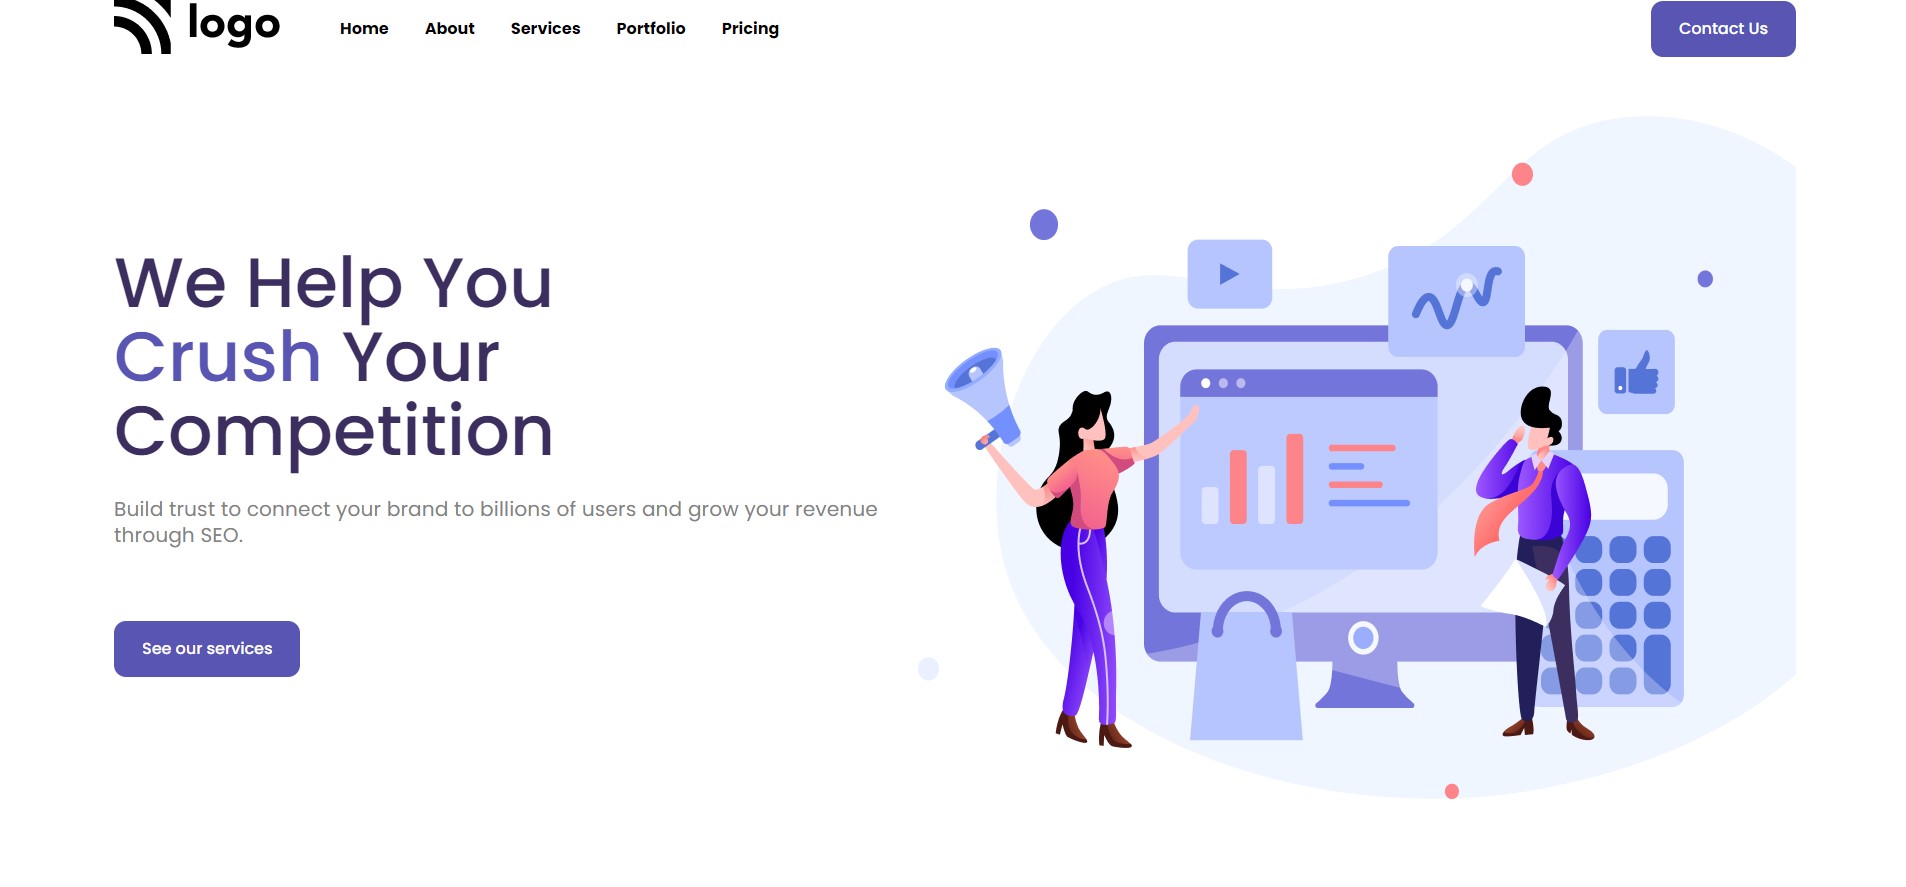 logo
Home About Services Portfolio Pricing
Contact Us
We Help You
Crush Your
Competition
Build trust to connect your brand to billions of users and grow your revenue
through SEO.
See our services